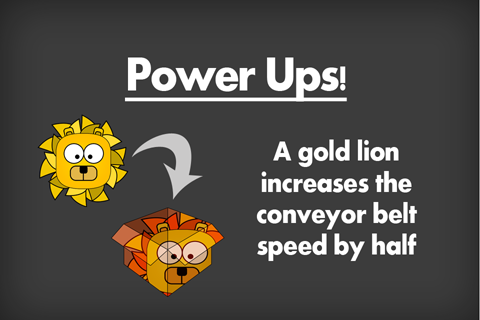 Power Ups!
A gold lion
increases the
conveyor belt
speed by half